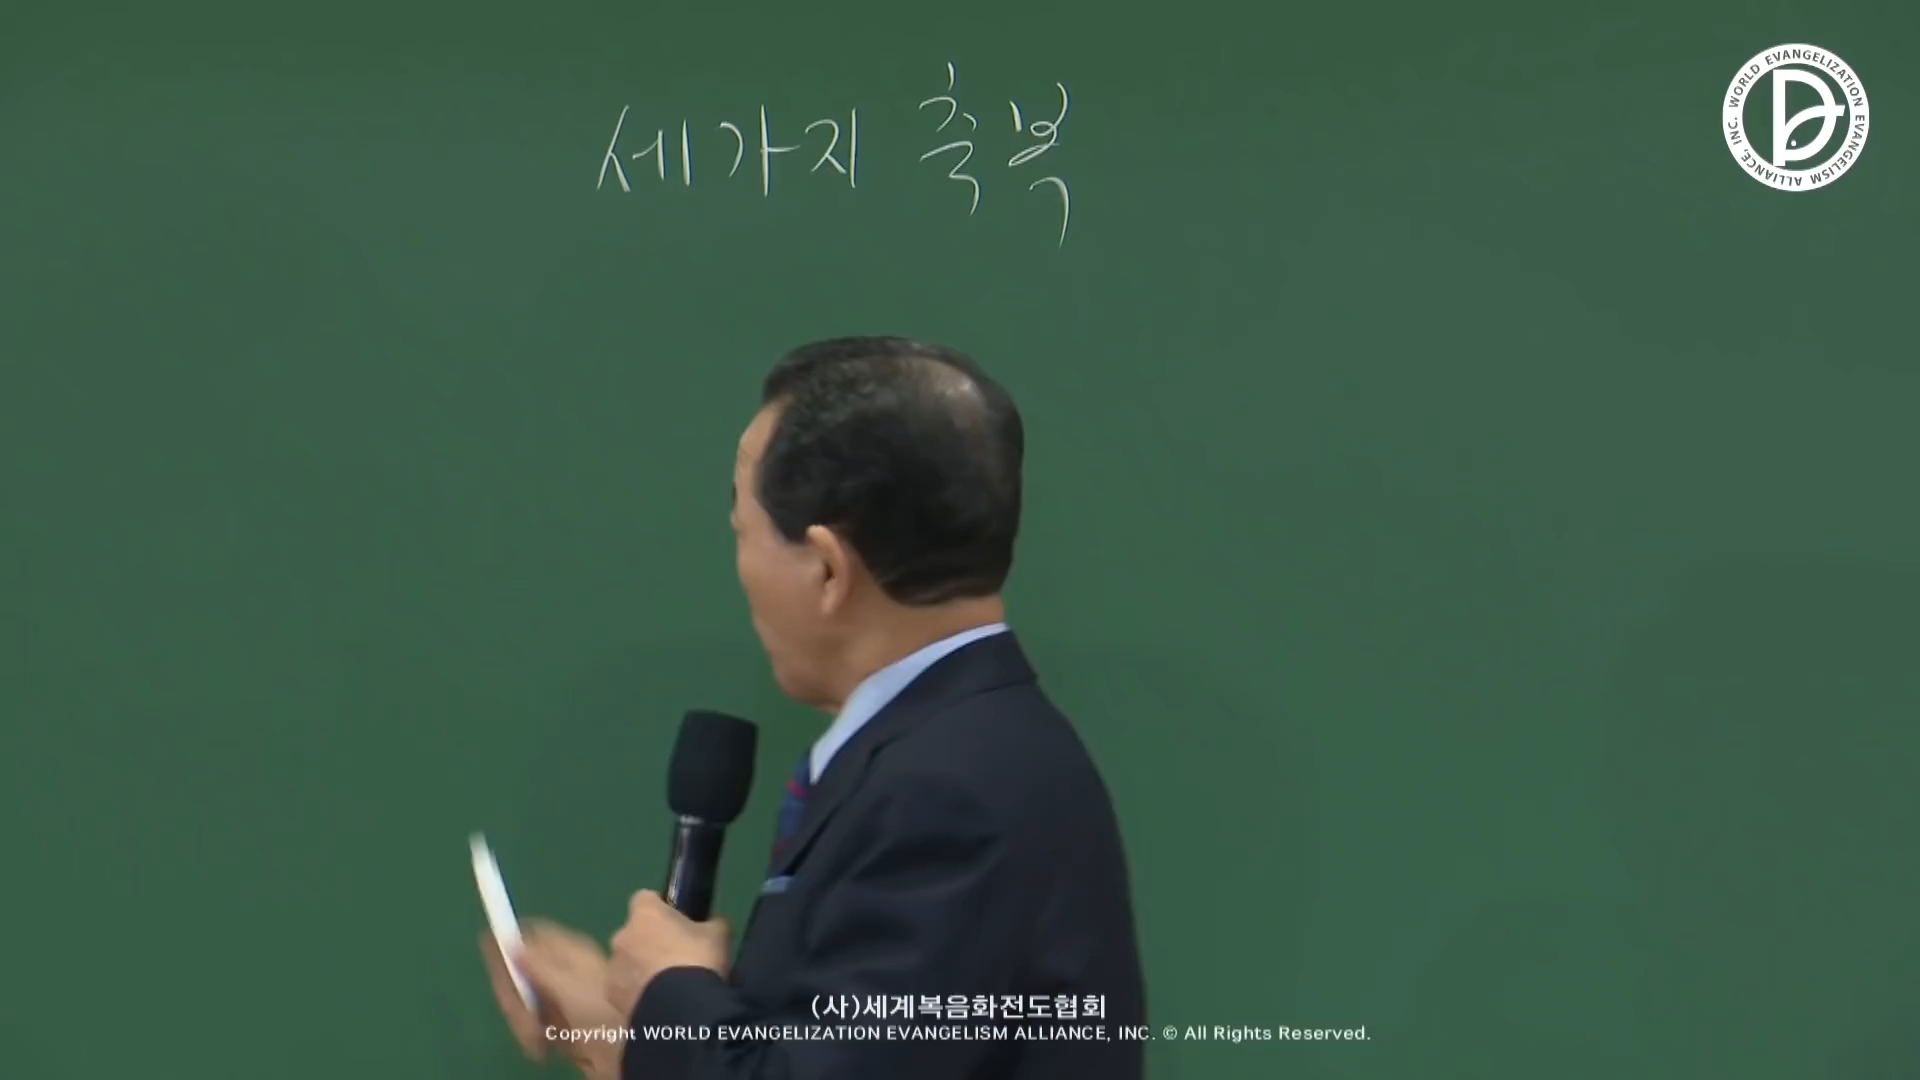 세가지 축복
WORLD EVANGELIZATION EVANGELISM ALLIANCE, INC.
(사)세계복음화전도협회
Copyright WORLD EVANGELIZATION EVANGELISM ALLIANCE, INC. © All Rights Reserved.